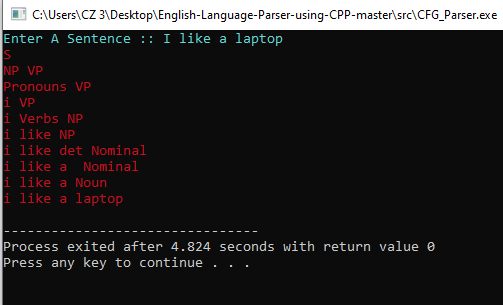 C:\Users\CZ 3\Desktop\English-Language-Parser-using-CPP-master\src\CFG_Parser.exe
Enter A Sentence :: I like a laptop
S
NP VP
Pronouns VP
i VP
i Verbs NP
i like NP
i like det Nominal
i like a  Nominal
i like a Noun
i like a laptop
--------------------------------
Process exited after 4.824 seconds with return value 0
Press any key to continue . . .